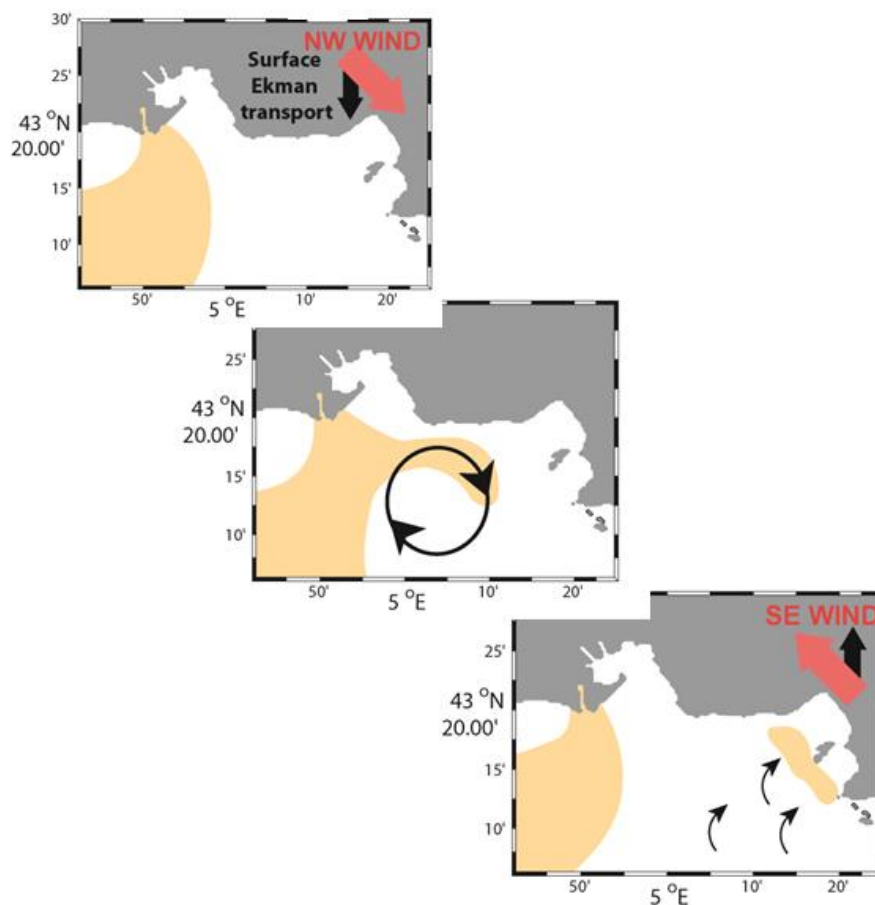 30'
NW WIND
Surface
Ekman
transport
25'
43 °N
20.00'
15'
10'
50'
5 °E
10'
20'
25'
43 °N
20.00'
15'
10'
50'
5 °E
10'
20'
SE WIND
25'
43 °N
20.00'
15'
10'
50'
5 °E
10'
20'